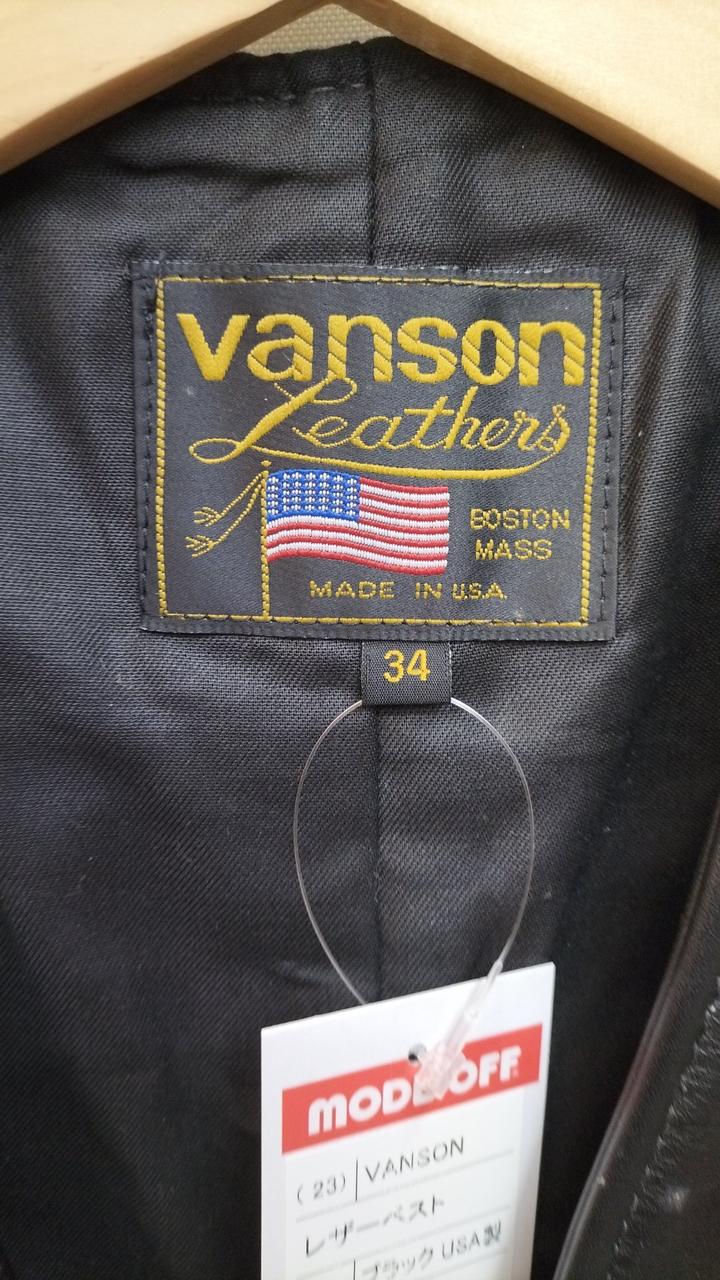 vanson
Leathers
BOSTON
MASS
MADE IN U.S.A.
34
MODE OFF
(23) VANSON
レザーベスト
ブラック USA製